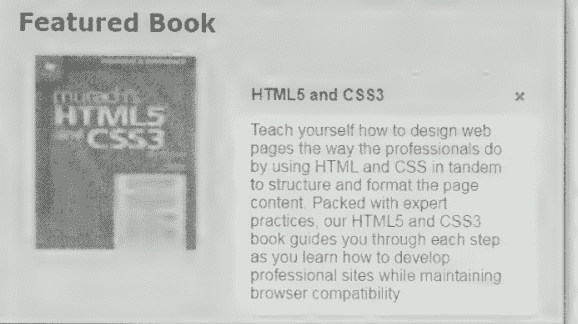 Featured Book
murach's
HTML5
and CSS3
HTML5 and CSS3
×
Teach yourself how to design web
pages the way the professionals do
by using HTML and CSS in tandem
to structure and format the page
content. Packed with expert
practices, our HTML5 and CSS3
book guides you through each step
as you learn how to develop
professional sites while maintaining
browser compatibility